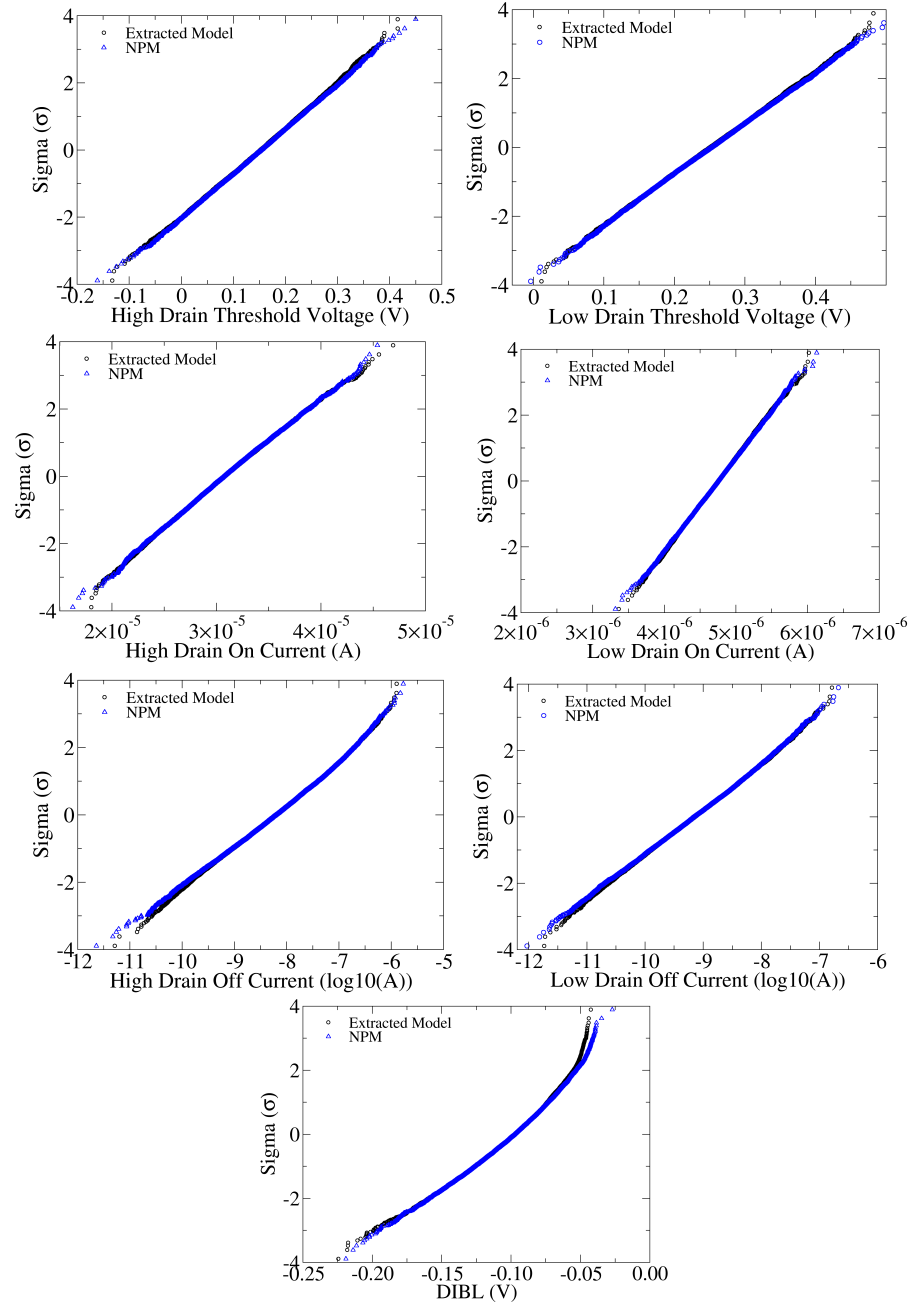 4
2
0
-2
-4
Sigma (σ)
Extracted Model
NPM
-0.2 -0.1 0 0.1 0.2 0.3 0.4 0.5
High Drain Threshold Voltage (V)
4
2
0
-2
-4
Sigma (σ)
Extracted Model
NPM
0 0.1 0.2 0.3 0.4
Low Drain Threshold Voltage (V)
4
2
0
-2
-4
Sigma (σ)
Extracted Model
NPM
2×10⁻⁵ 3×10⁻⁵ 4×10⁻⁵ 5×10⁻⁵
High Drain On Current (A)
4
2
0
-2
-4
Sigma (σ)
Extracted Model
NPM
2×10⁻⁶ 3×10⁻⁶ 4×10⁻⁶ 5×10⁻⁶ 6×10⁻⁶ 7×10⁻⁶
Low Drain On Current (A)
4
2
0
-2
-4
Sigma (σ)
Extracted Model
NPM
-12 -11 -10 -9 -8 -7 -6 -5
High Drain Off Current (log10(A))
4
2
0
-2
-4
Sigma (σ)
Extracted Model
NPM
-12 -11 -10 -9 -8 -7 -6
Low Drain Off Current (log10(A))
4
2
0
-2
-4
Sigma (σ)
Extracted Model
NPM
-0.25 -0.20 -0.15 -0.10 -0.05 0.00
DIBL (V)